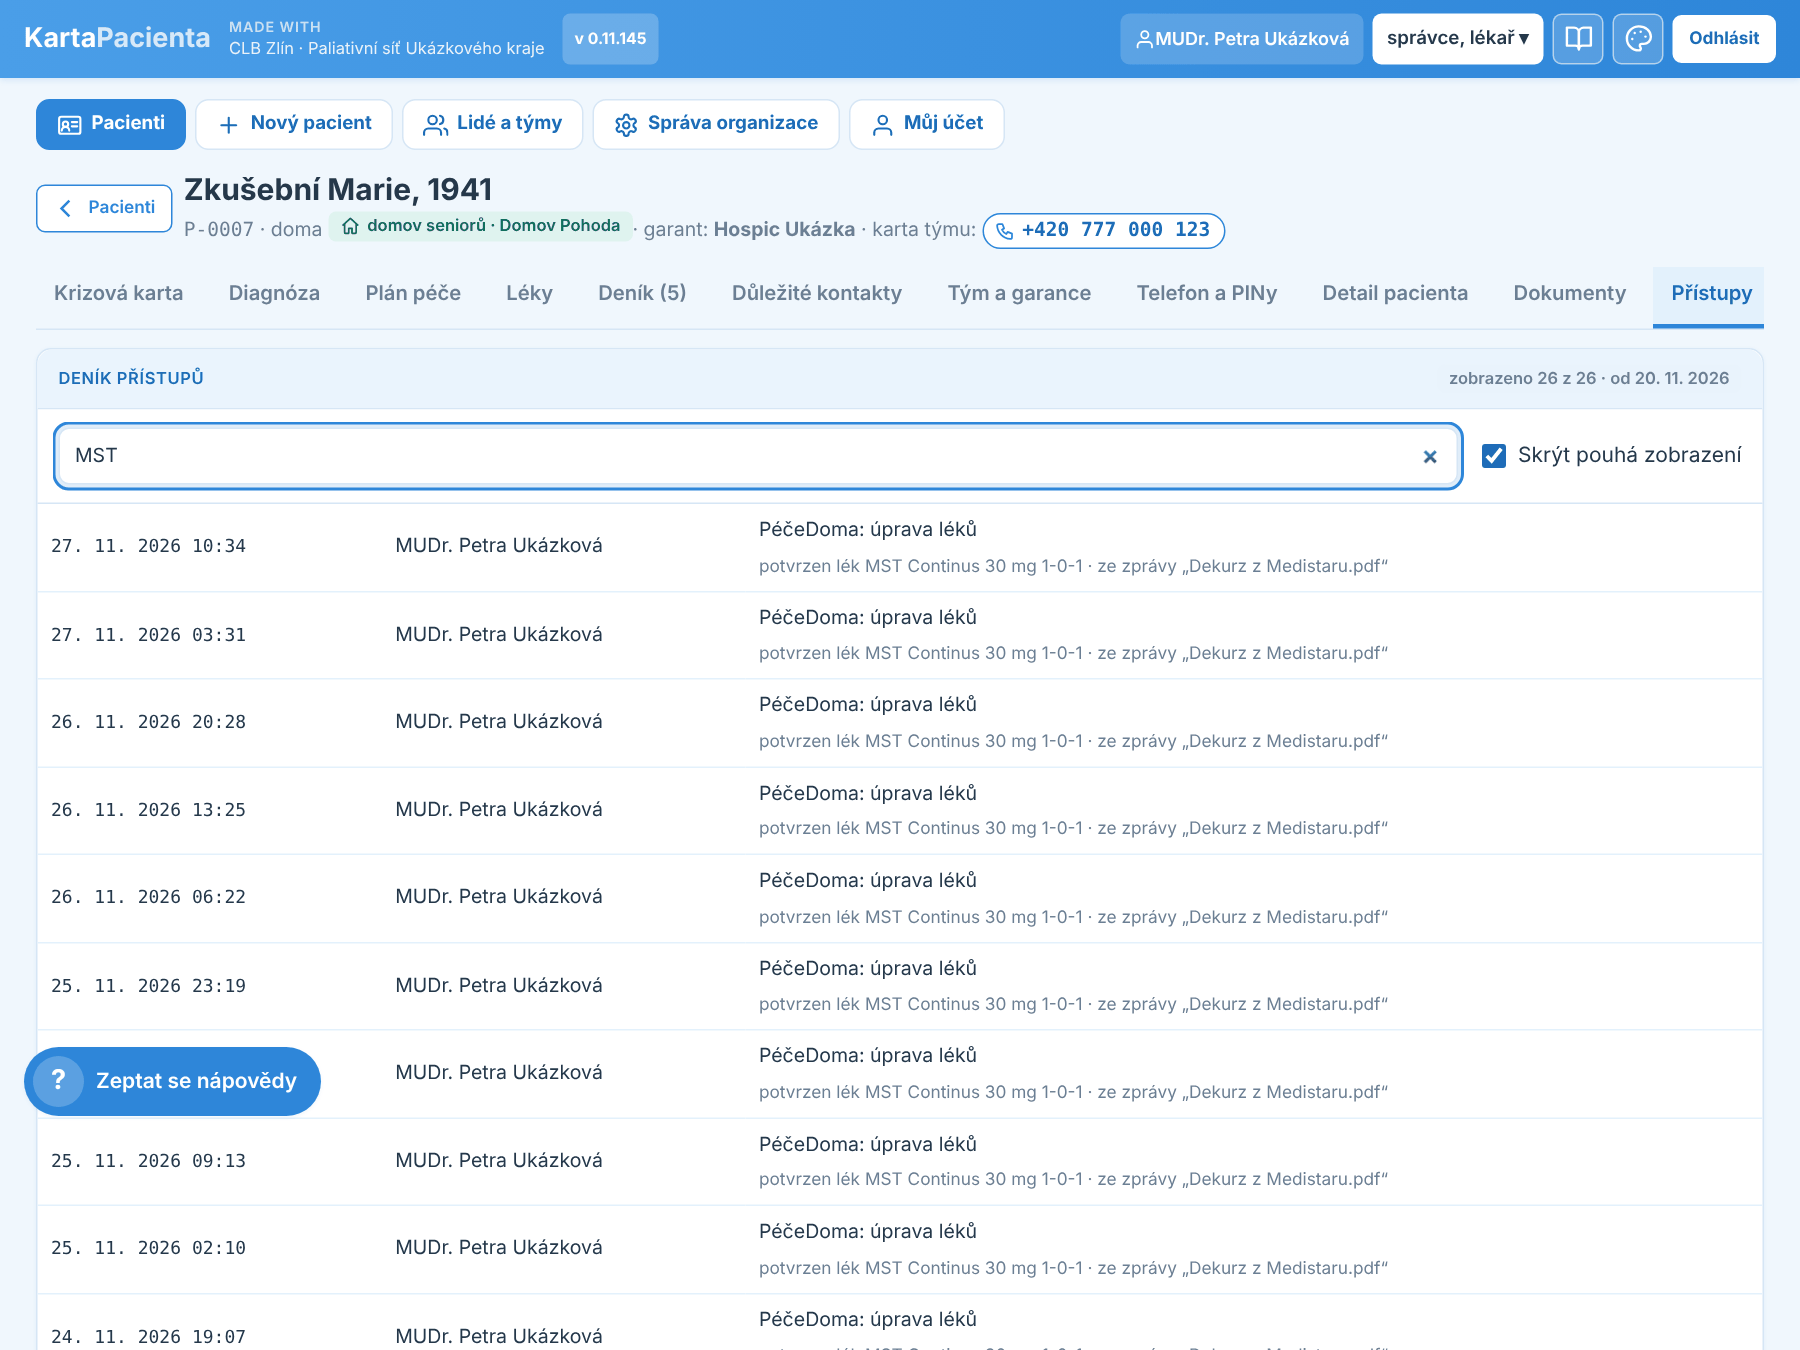 KartaPacienta
MADE WITH
CLB Zlín · Paliativní síť Ukázkového kraje
v 0.11.145
MUDr. Petra Ukázková
správce, lékař ▾
Odhlásit
Pacienti
Nový pacient
Lidé a týmy
Správa organizace
Můj účet
Pacienti
Zkušební Marie, 1941
P-0007 · doma domov seniorů · Domov Pohoda · garant: Hospic Ukázka · karta týmu: +420 777 000 123
Krizová karta
Diagnóza
Plán péče
Léky
Deník (5)
Důležité kontakty
Tým a garance
Telefon a PINy
Detail pacienta
Dokumenty
Přístupy
DENÍK PŘÍSTUPŮ
zobrazeno 26 z 26 · od 20. 11. 2026
MST
×
Skrýt pouhá zobrazení
27. 11. 2026 10:34 MUDr. Petra Ukázková PéčeDoma: úprava léků
potvrzen lék MST Continus 30 mg 1-0-1 · ze zprávy „Dekurz z Medistaru.pdf“
27. 11. 2026 03:31 MUDr. Petra Ukázková PéčeDoma: úprava léků
potvrzen lék MST Continus 30 mg 1-0-1 · ze zprávy „Dekurz z Medistaru.pdf“
26. 11. 2026 20:28 MUDr. Petra Ukázková PéčeDoma: úprava léků
potvrzen lék MST Continus 30 mg 1-0-1 · ze zprávy „Dekurz z Medistaru.pdf“
26. 11. 2026 13:25 MUDr. Petra Ukázková PéčeDoma: úprava léků
potvrzen lék MST Continus 30 mg 1-0-1 · ze zprávy „Dekurz z Medistaru.pdf“
26. 11. 2026 06:22 MUDr. Petra Ukázková PéčeDoma: úprava léků
potvrzen lék MST Continus 30 mg 1-0-1 · ze zprávy „Dekurz z Medistaru.pdf“
25. 11. 2026 23:19 MUDr. Petra Ukázková PéčeDoma: úprava léků
potvrzen lék MST Continus 30 mg 1-0-1 · ze zprávy „Dekurz z Medistaru.pdf“
? Zeptat se nápovědy
MUDr. Petra Ukázková PéčeDoma: úprava léků
potvrzen lék MST Continus 30 mg 1-0-1 · ze zprávy „Dekurz z Medistaru.pdf“
25. 11. 2026 09:13 MUDr. Petra Ukázková PéčeDoma: úprava léků
potvrzen lék MST Continus 30 mg 1-0-1 · ze zprávy „Dekurz z Medistaru.pdf“
25. 11. 2026 02:10 MUDr. Petra Ukázková PéčeDoma: úprava léků
potvrzen lék MST Continus 30 mg 1-0-1 · ze zprávy „Dekurz z Medistaru.pdf“
24. 11. 2026 19:07 MUDr. Petra Ukázková PéčeDoma: úprava léků